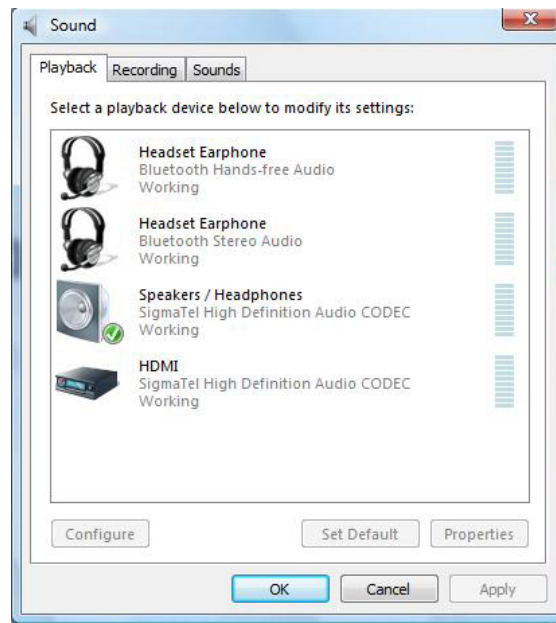 Sound
Playback Recording Sounds
Select a playback device below to modify its settings:
Headset Earphone
Bluetooth Hands-free Audio
Working
Headset Earphone
Bluetooth Stereo Audio
Working
Speakers / Headphones
SigmaTel High Definition Audio CODEC
Working
HDMI
SigmaTel High Definition Audio CODEC
Working
Configure Set Default Properties
OK Cancel Apply